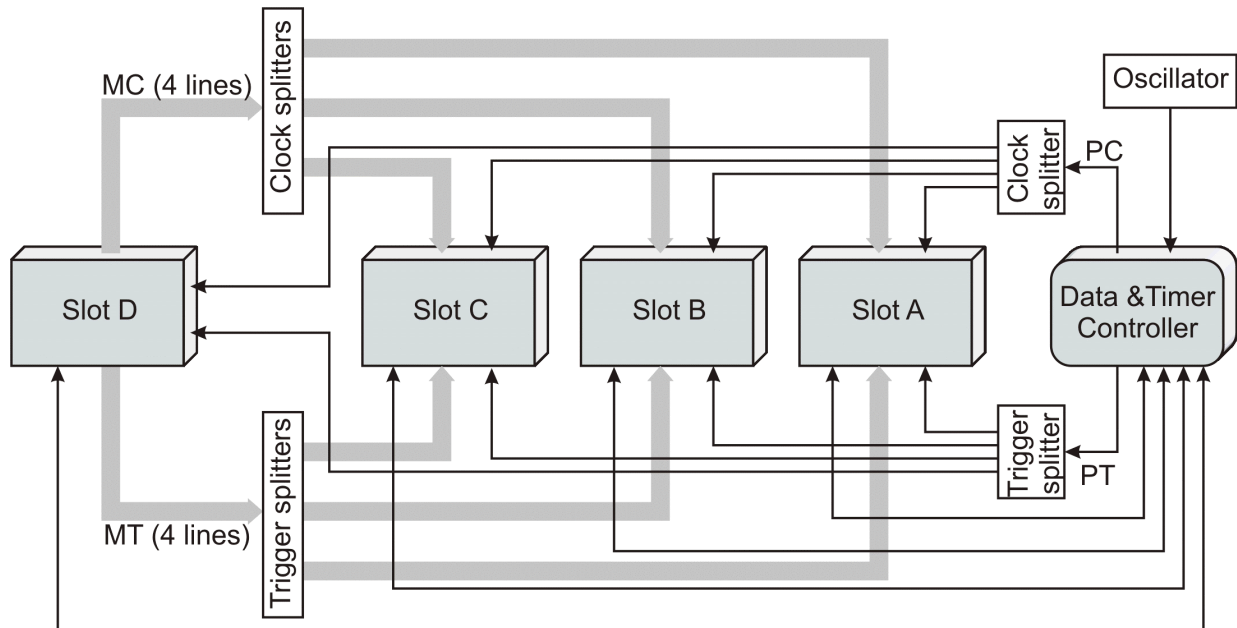 MC (4 lines)
Clock splitters
Oscillator
Clock
splitter
PC
Slot D
Slot C
Slot B
Slot A
Data &Timer
Controller
Trigger splitters
Trigger
splitter
PT
MT (4 lines)